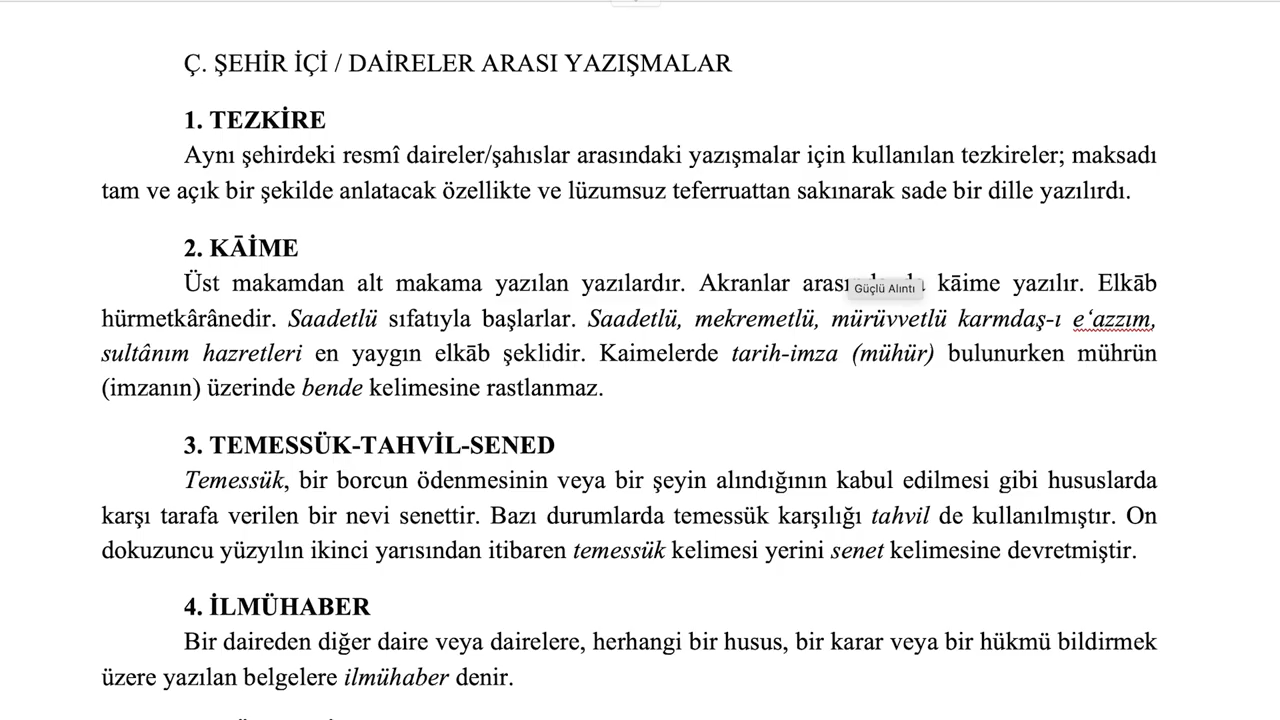 Ç. ŞEHİR İÇİ / DAİRELER ARASI YAZIŞMALAR
1. TEZKİRE
Aynı şehirdeki resmî daireler/şahıslar arasındaki yazışmalar için kullanılan tezkireler; maksadı
tam ve açık bir şekilde anlatacak özellikte ve lüzumsuz teferruattan sakınarak sade bir dille yazılırdı.
2. KĀİME
Üst makamdan alt makama yazılan yazılardır. Akranlar Güçlü Alıntı kāime yazılır. Elkāb
hürmetkârânedir. Saadetlü sıfatıyla başlarlar. Saadetlü, mekremetlü, mürüvvetlü karmdaş-ı e‘azzım,
sultânım hazretleri en yaygın elkāb şeklidir. Kaimelerde tarih-imza (mühür) bulunurken mührün
(imzanın) üzerinde bende kelimesine rastlanmaz.
3. TEMESSÜK-TAHVİL-SENED
Temessük, bir borcun ödenmesinin veya bir şeyin alındığının kabul edilmesi gibi hususlarda
karşı tarafa verilen bir nevi senettir. Bazı durumlarda temessük karşılığı tahvil de kullanılmıştır. On
dokuzuncu yüzyılın ikinci yarısından itibaren temessük kelimesi yerini senet kelimesine devretmiştir.
4. İLMÜHABER
Bir daireden diğer daire veya dairelere, herhangi bir husus, bir karar veya bir hükmü bildirmek
üzere yazılan belgelere ilmühaber denir.